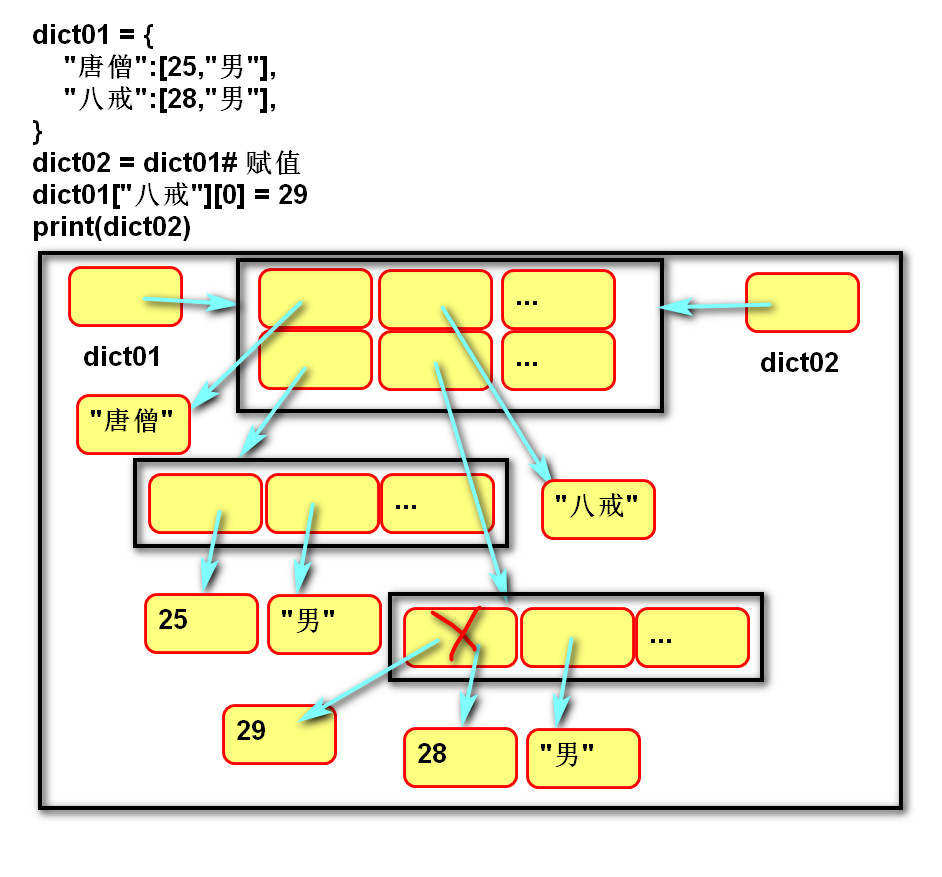 dict01 = {
    "唐僧":[25,"男"],
    "八戒":[28,"男"],
}
dict02 = dict01# 赋值
dict01["八戒"][0] = 29
print(dict02)
...
dict01
...
dict02
"唐僧"
...
"八戒"
25
"男"
...
29
28
"男"